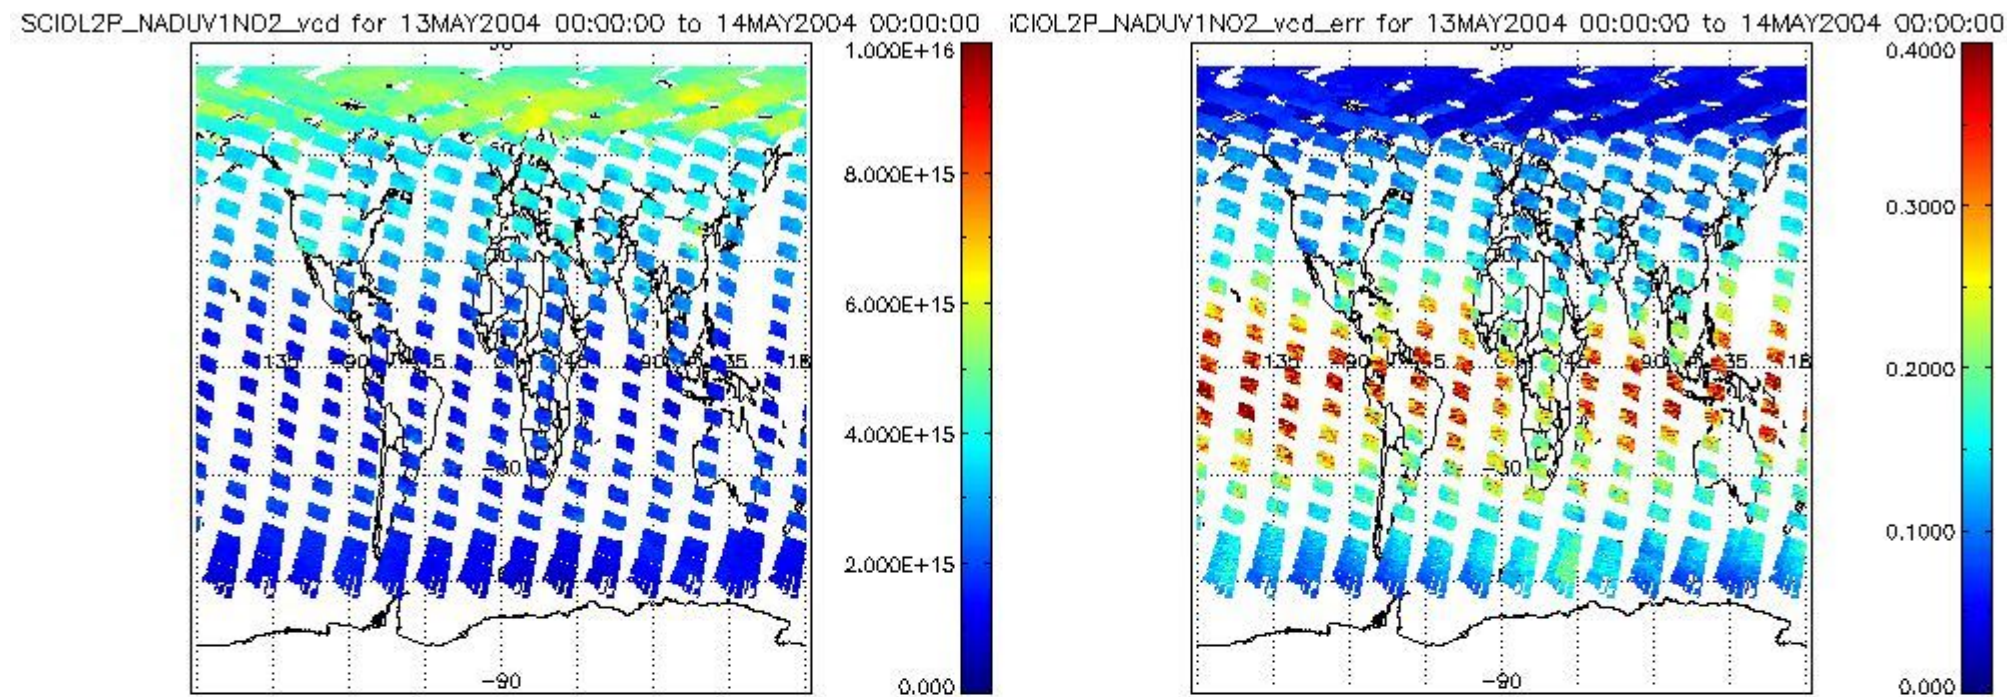 SCIOL2P_NADUV1NO2_vcd for 13MAY2004 00:00:00 to 14MAY2004 00:00:00
1.000E+16
8.000E+15
6.000E+15
4.000E+15
2.000E+15
0.000
-90
CIOL2P_NADUV1NO2_vcd_err for 13MAY2004 00:00:00 to 14MAY2004 00:00:00
0.4000
0.3000
0.2000
0.1000
0.000
-90